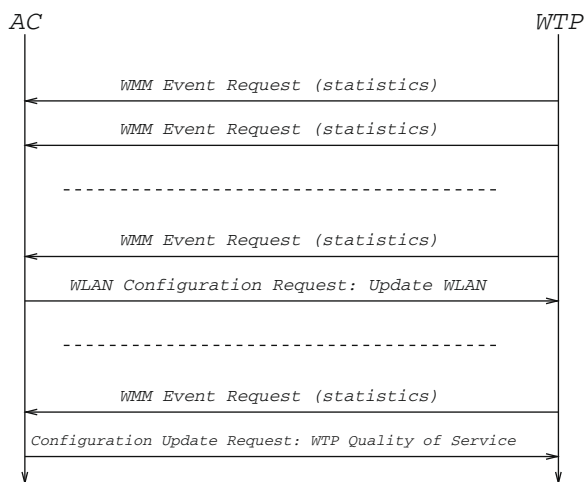 AC WTP
WMM Event Request (statistics)
WMM Event Request (statistics)
WMM Event Request (statistics)
WLAN Configuration Request: Update WLAN
WMM Event Request (statistics)
Configuration Update Request: WTP Quality of Service